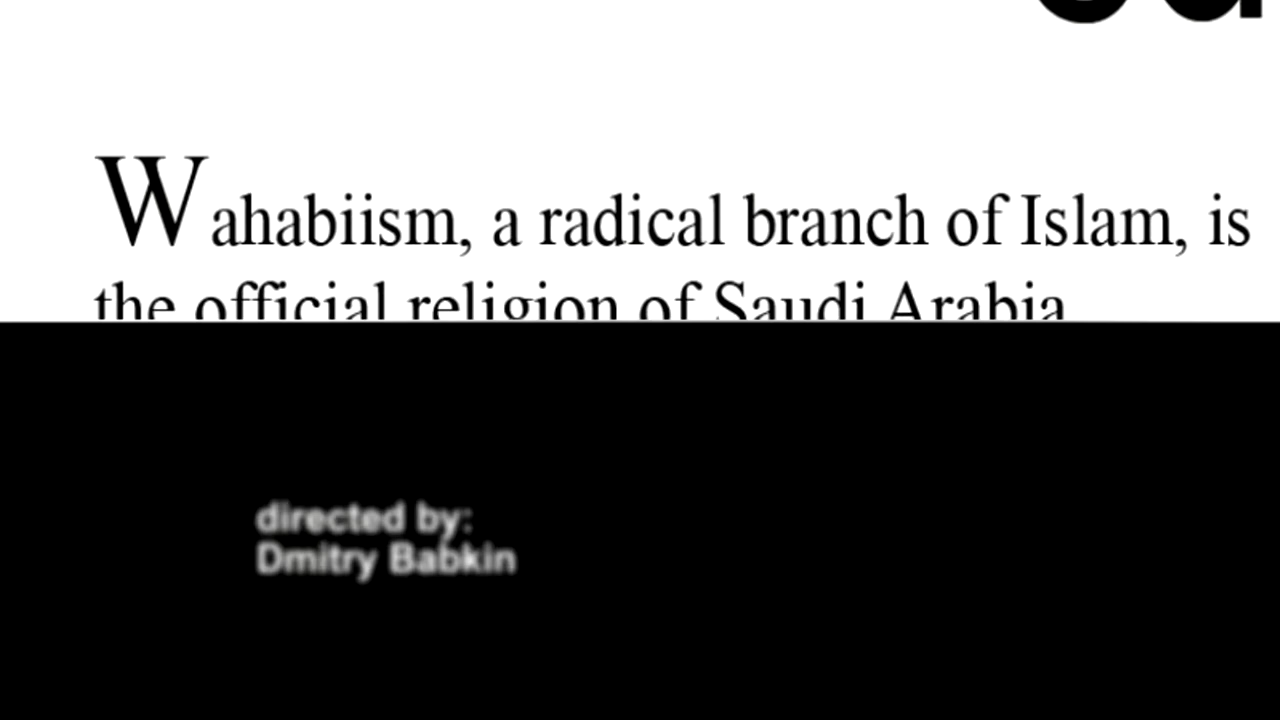 Wahabiism, a radical branch of Islam, is
the official religion of Saudi Arabia
directed by:
Dmitry Babkin